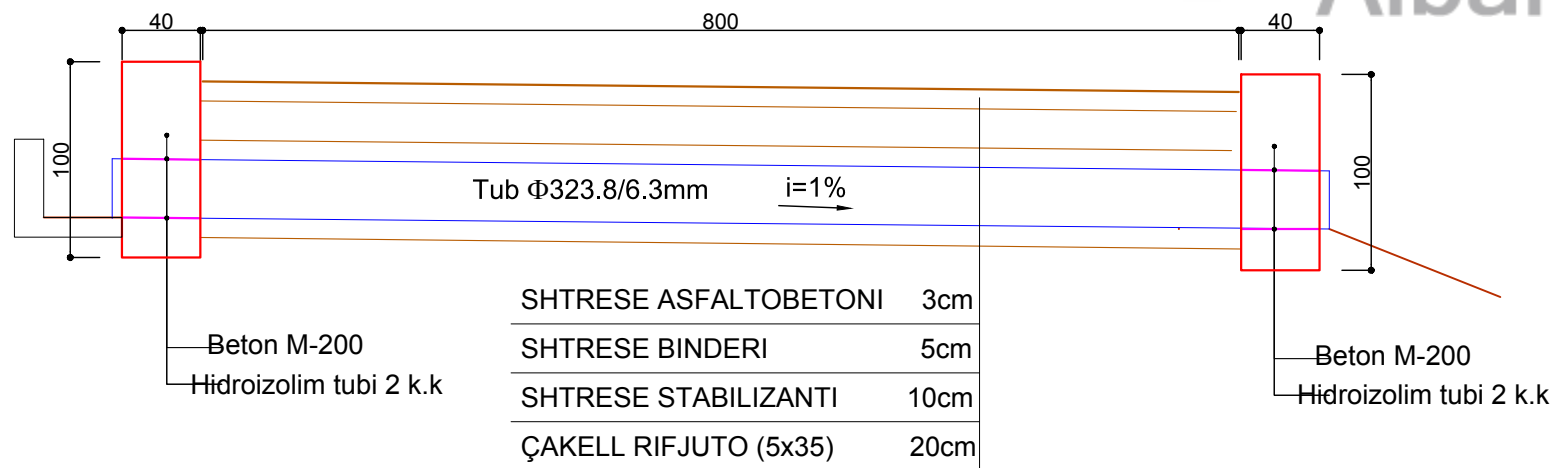 40
800
40
100
100
Tub Φ323.8/6.3mm
i=1%
SHTRESE ASFALTOBETONI 3cm
SHTRESE BINDERI 5cm
SHTRESE STABILIZANTI 10cm
ÇAKELL RIFJUTO (5x35) 20cm
Beton M-200
Hidroizolim tubi 2 k.k
Beton M-200
Hidroizolim tubi 2 k.k